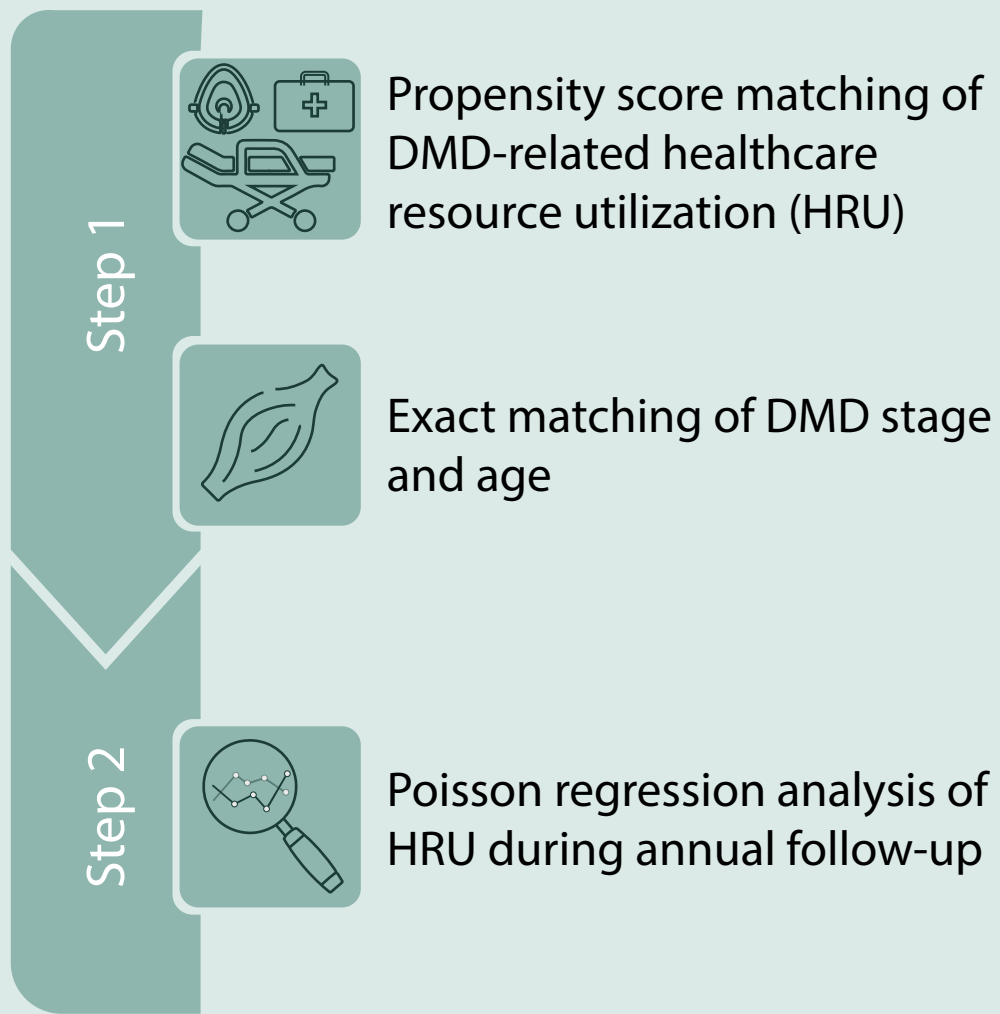 Step 1
Propensity score matching of
DMD-related healthcare
resource utilization (HRU)
Exact matching of DMD stage
and age
Step 2
Poisson regression analysis of
HRU during annual follow-up